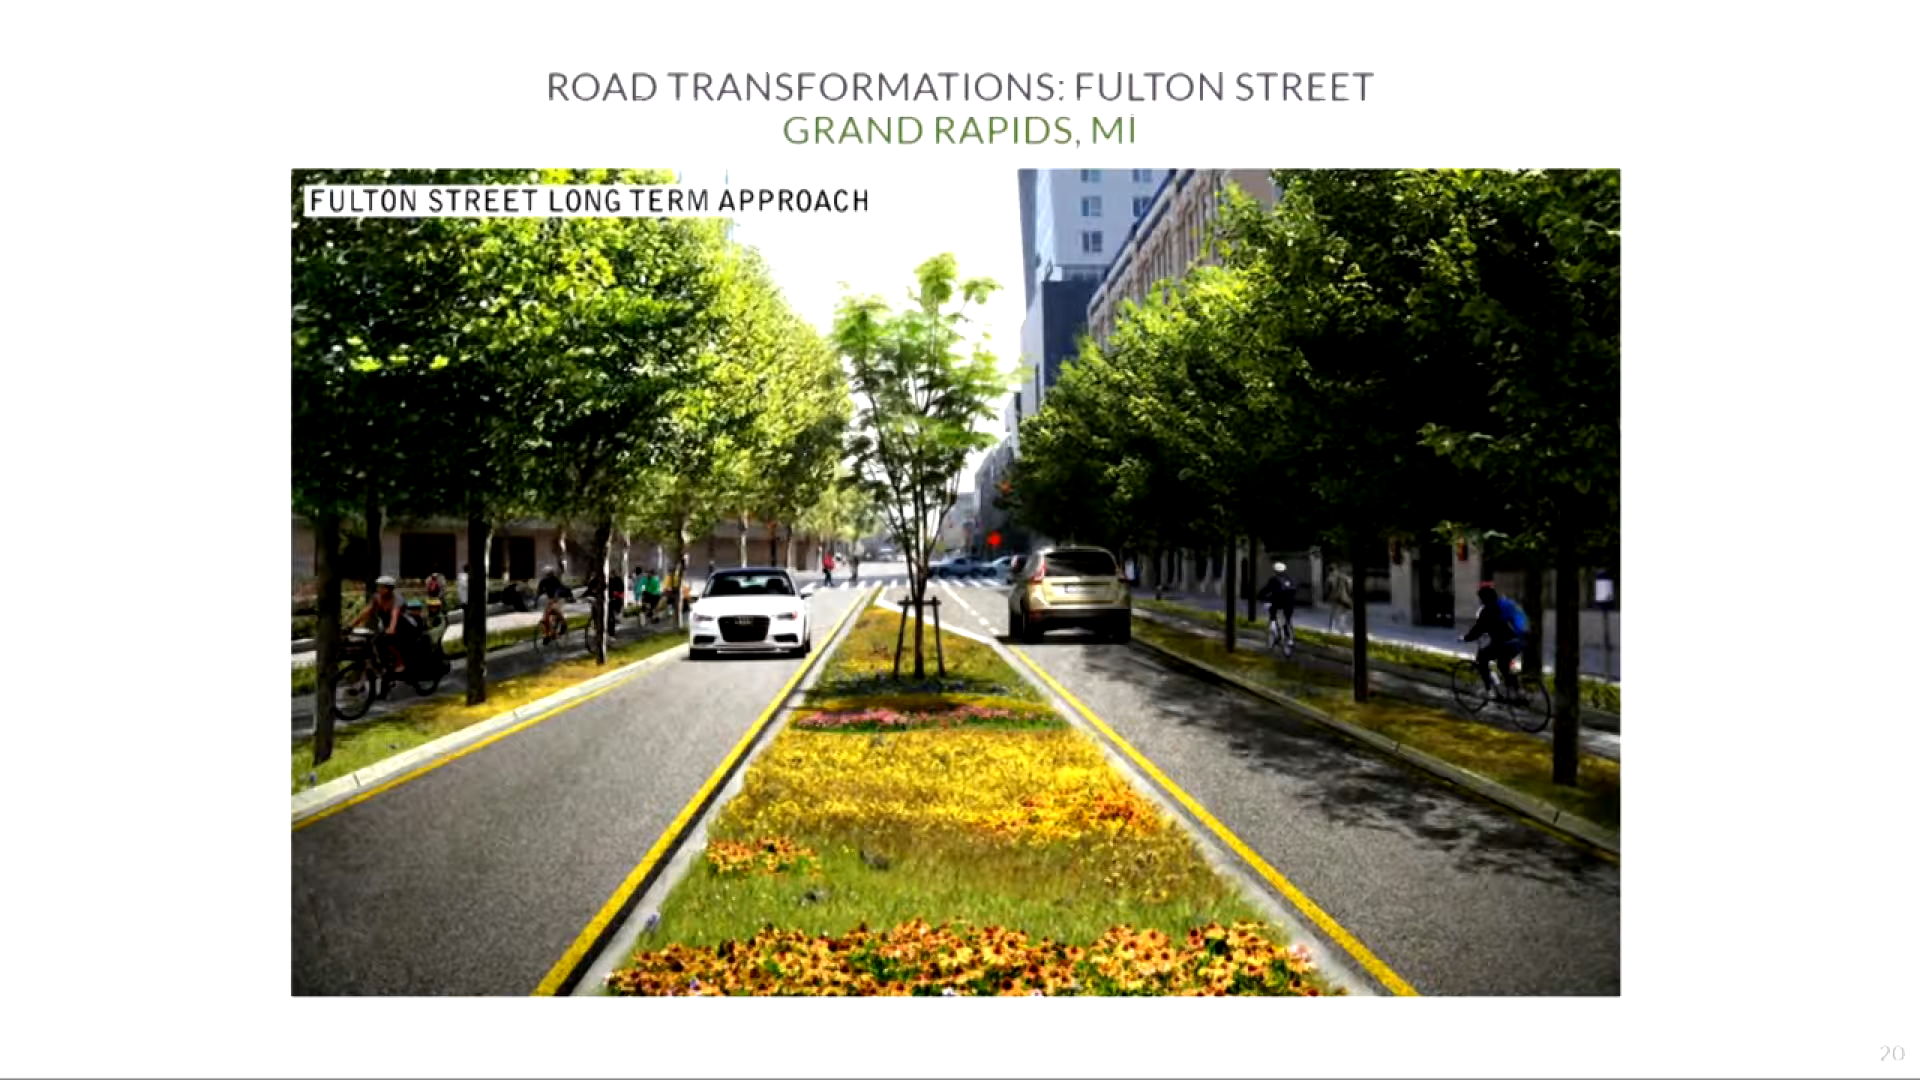 ROAD TRANSFORMATIONS: FULTON STREET
GRAND RAPIDS, MI
FULTON STREET LONG TERM APPROACH
20